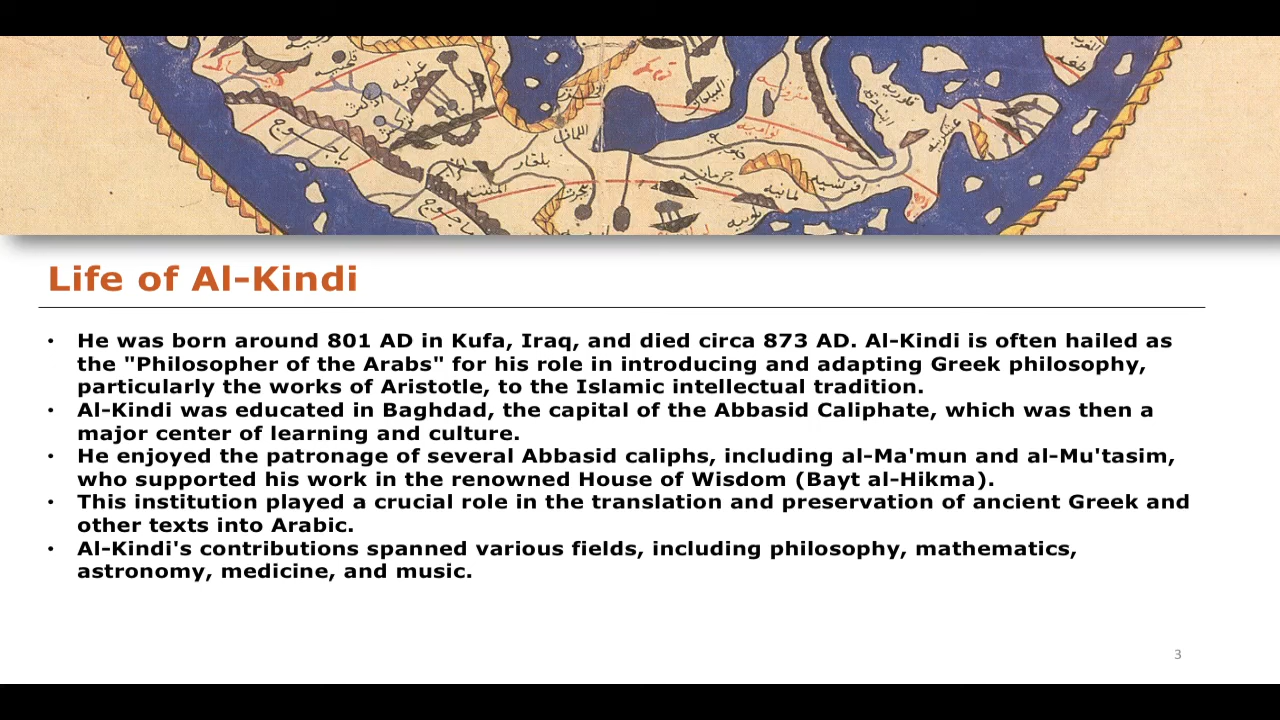 Life of Al-Kindi
• He was born around 801 AD in Kufa, Iraq, and died circa 873 AD. Al-Kindi is often hailed as
the "Philosopher of the Arabs" for his role in introducing and adapting Greek philosophy,
particularly the works of Aristotle, to the Islamic intellectual tradition.
• Al-Kindi was educated in Baghdad, the capital of the Abbasid Caliphate, which was then a
major center of learning and culture.
• He enjoyed the patronage of several Abbasid caliphs, including al-Ma'mun and al-Mu'tasim,
who supported his work in the renowned House of Wisdom (Bayt al-Hikma).
• This institution played a crucial role in the translation and preservation of ancient Greek and
other texts into Arabic.
• Al-Kindi's contributions spanned various fields, including philosophy, mathematics,
astronomy, medicine, and music.
3